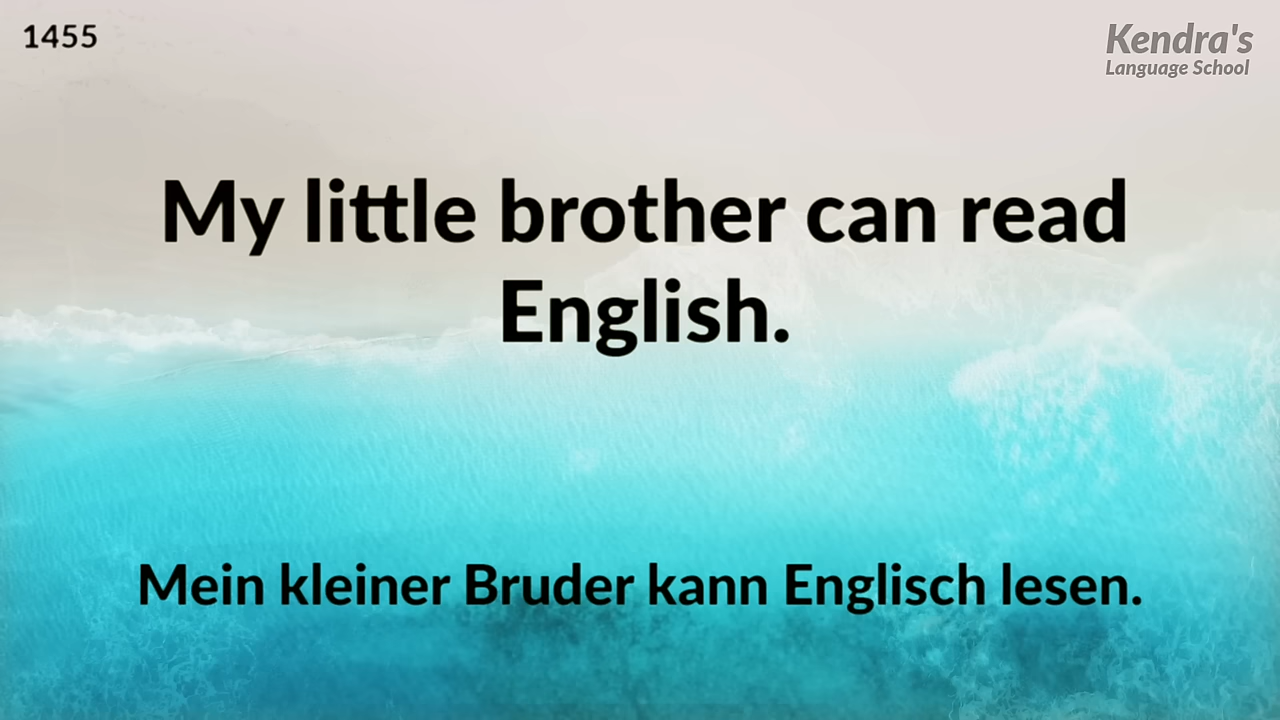 1455
Kendra's
Language School
My little brother can read
English.
Mein kleiner Bruder kann Englisch lesen.